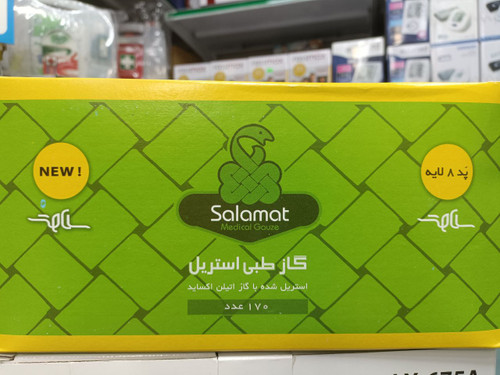 NEW!
پَد ۸ لایه
سلامت
سلامت
Salamat
Medical Gauze
گاز طبی استریل
استریل شده با گاز اتیلن اکساید
۱۷۰ عدد